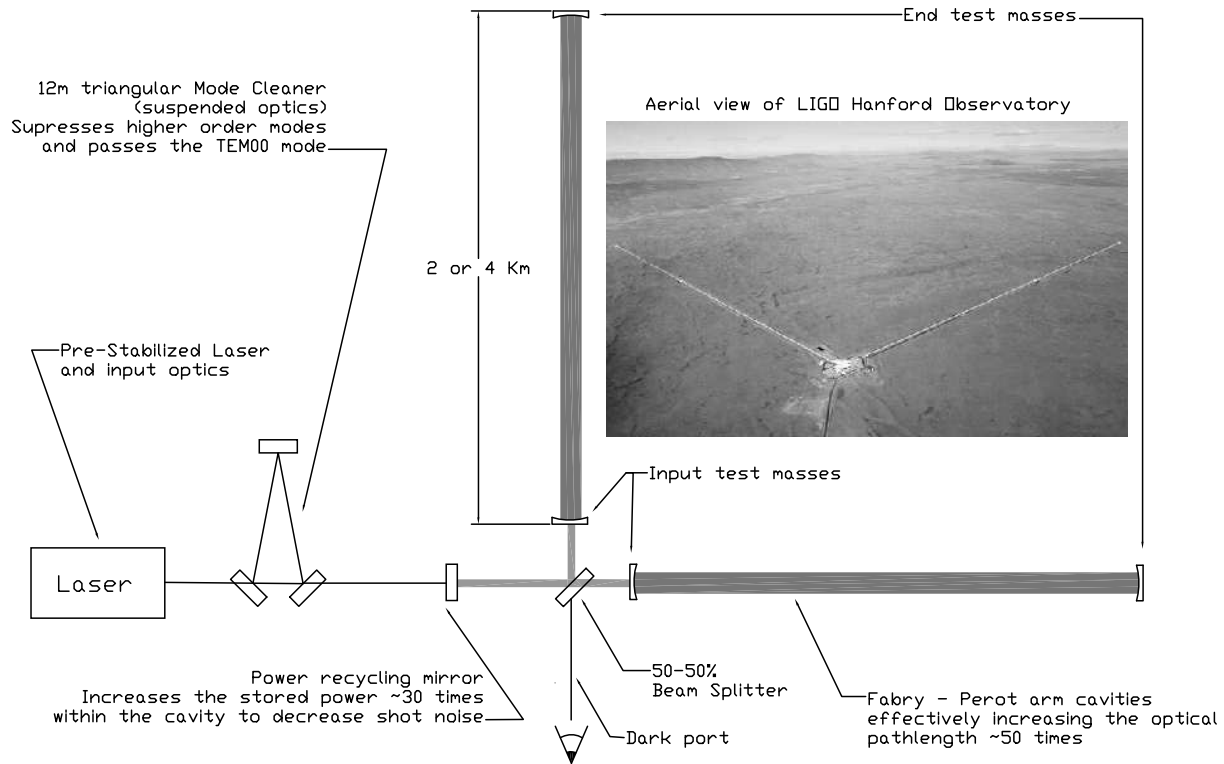 End test masses
12m triangular Mode Cleaner
(suspended optics)
Supresses higher order modes
and passes the TEM00 mode
Aerial view of LIGO Hanford Observatory
2 or 4 Km
Pre-Stabilized Laser
and input optics
Input test masses
Laser
Power recycling mirror
Increases the stored power ~30 times
within the cavity to decrease shot noise
50-50%
Beam Splitter
Fabry - Perot arm cavities
effectively increasing the optical
pathlength ~50 times
Dark port